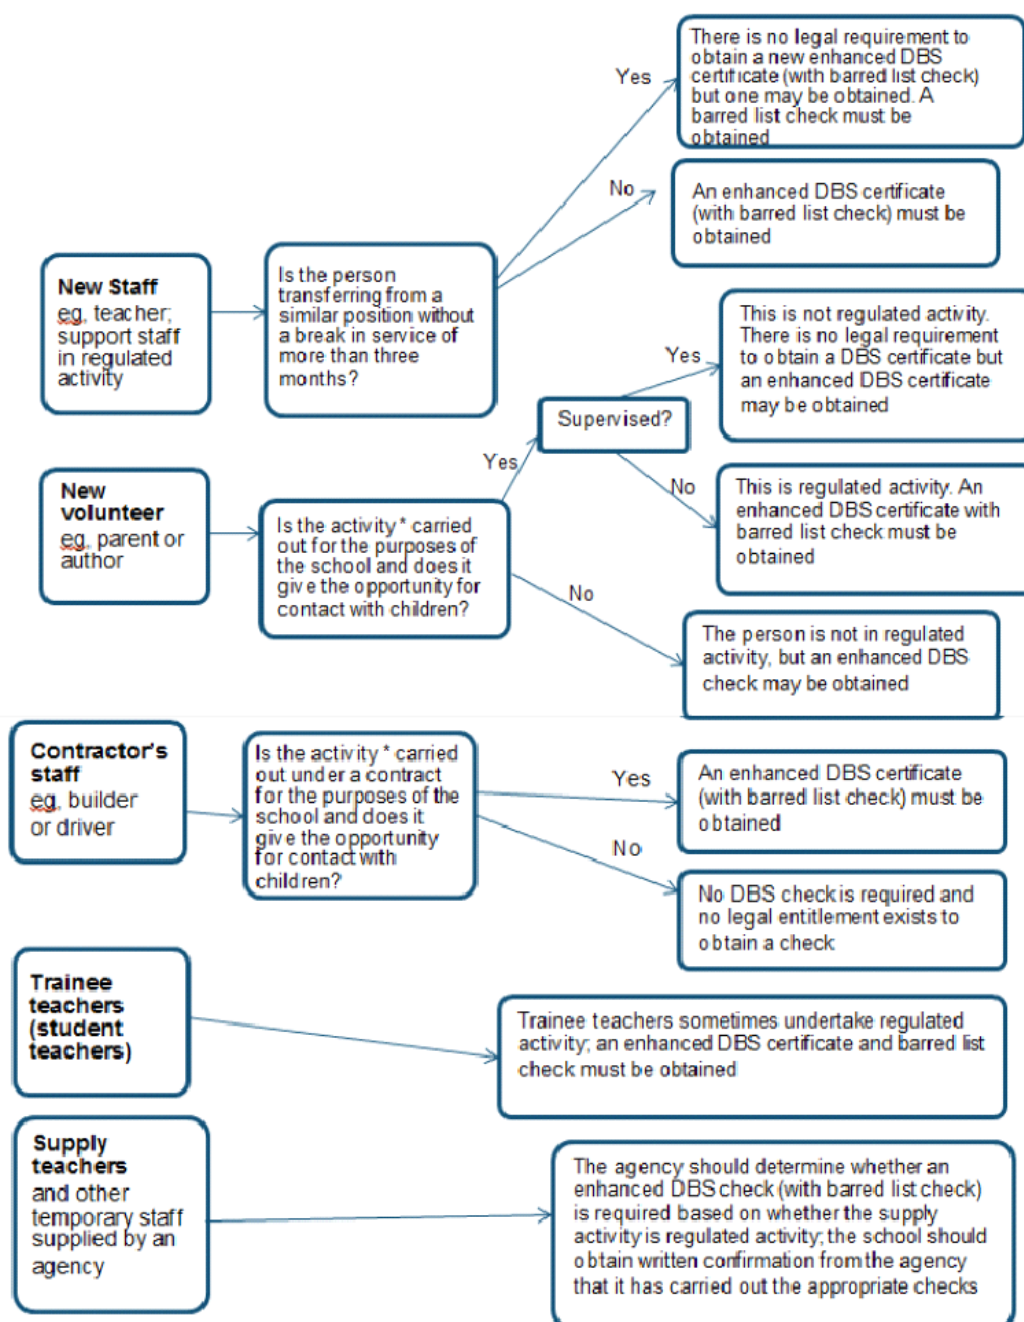 There is no legal requirement to
obtain a new enhanced DBS
certificate (with barred list check)
but one may be obtained. A
barred list check must be
obtained
Yes
No
An enhanced DBS certificate
(with barred list check) must be
obtained
New Staff
eg, teacher;
support staff
in regulated
activity
Is the person
transferring from a
similar position without
a break in service of
more than three
months?
This is not regulated activity.
There is no legal requirement
to obtain a DBS certificate but
an enhanced DBS certificate
may be obtained
Yes
Supervised?
Yes
No
This is regulated activity. An
enhanced DBS certificate with
barred list check must be
obtained
New
volunteer
eg, parent or
author
Is the activity * carried
out for the purposes of
the school and does it
give the opportunity for
contact with children?
No
The person is not in regulated
activity, but an enhanced DBS
check may be obtained
Contractor's
staff
eg, builder
or driver
Is the activity * carried
out under a contract
for the purposes of the
school and does it
give the opportunity
for contact with
children?
Yes
An enhanced DBS certificate
(with barred list check) must be
obtained
No
No DBS check is required and
no legal entitlement exists to
obtain a check
Trainee
teachers
(student
teachers)
Trainee teachers sometimes undertake regulated
activity; an enhanced DBS certificate and barred list
check must be obtained
Supply
teachers
and other
temporary staff
supplied by an
agency
The agency should determine whether an
enhanced DBS check (with barred list check)
is required based on whether the supply
activity is regulated activity; the school should
obtain written confirmation from the agency
that it has carried out the appropriate checks